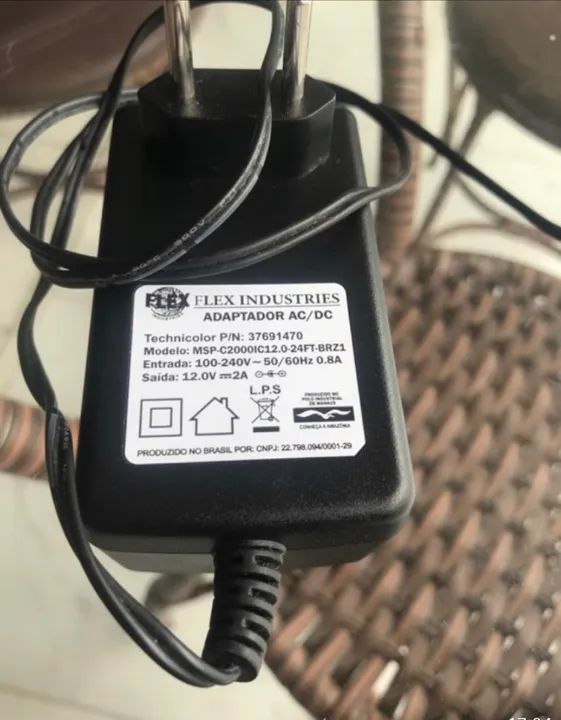 FLEX FLEX INDUSTRIES
ADAPTADOR AC/DC
Technicolor P/N: 37691470
Modelo: MSP-C2000IC12.0-24FT-BRZ1
Entrada: 100-240V ~ 50/60Hz 0.8A
Saída: 12.0V ⎓ 2A
L.P.S
PRODUZIDO NO
POLO INDUSTRIAL
DE MANAUS
CONHEÇA A AMAZÔNIA
PRODUZIDO NO BRASIL POR: CNPJ: 22.798.094/0001-29